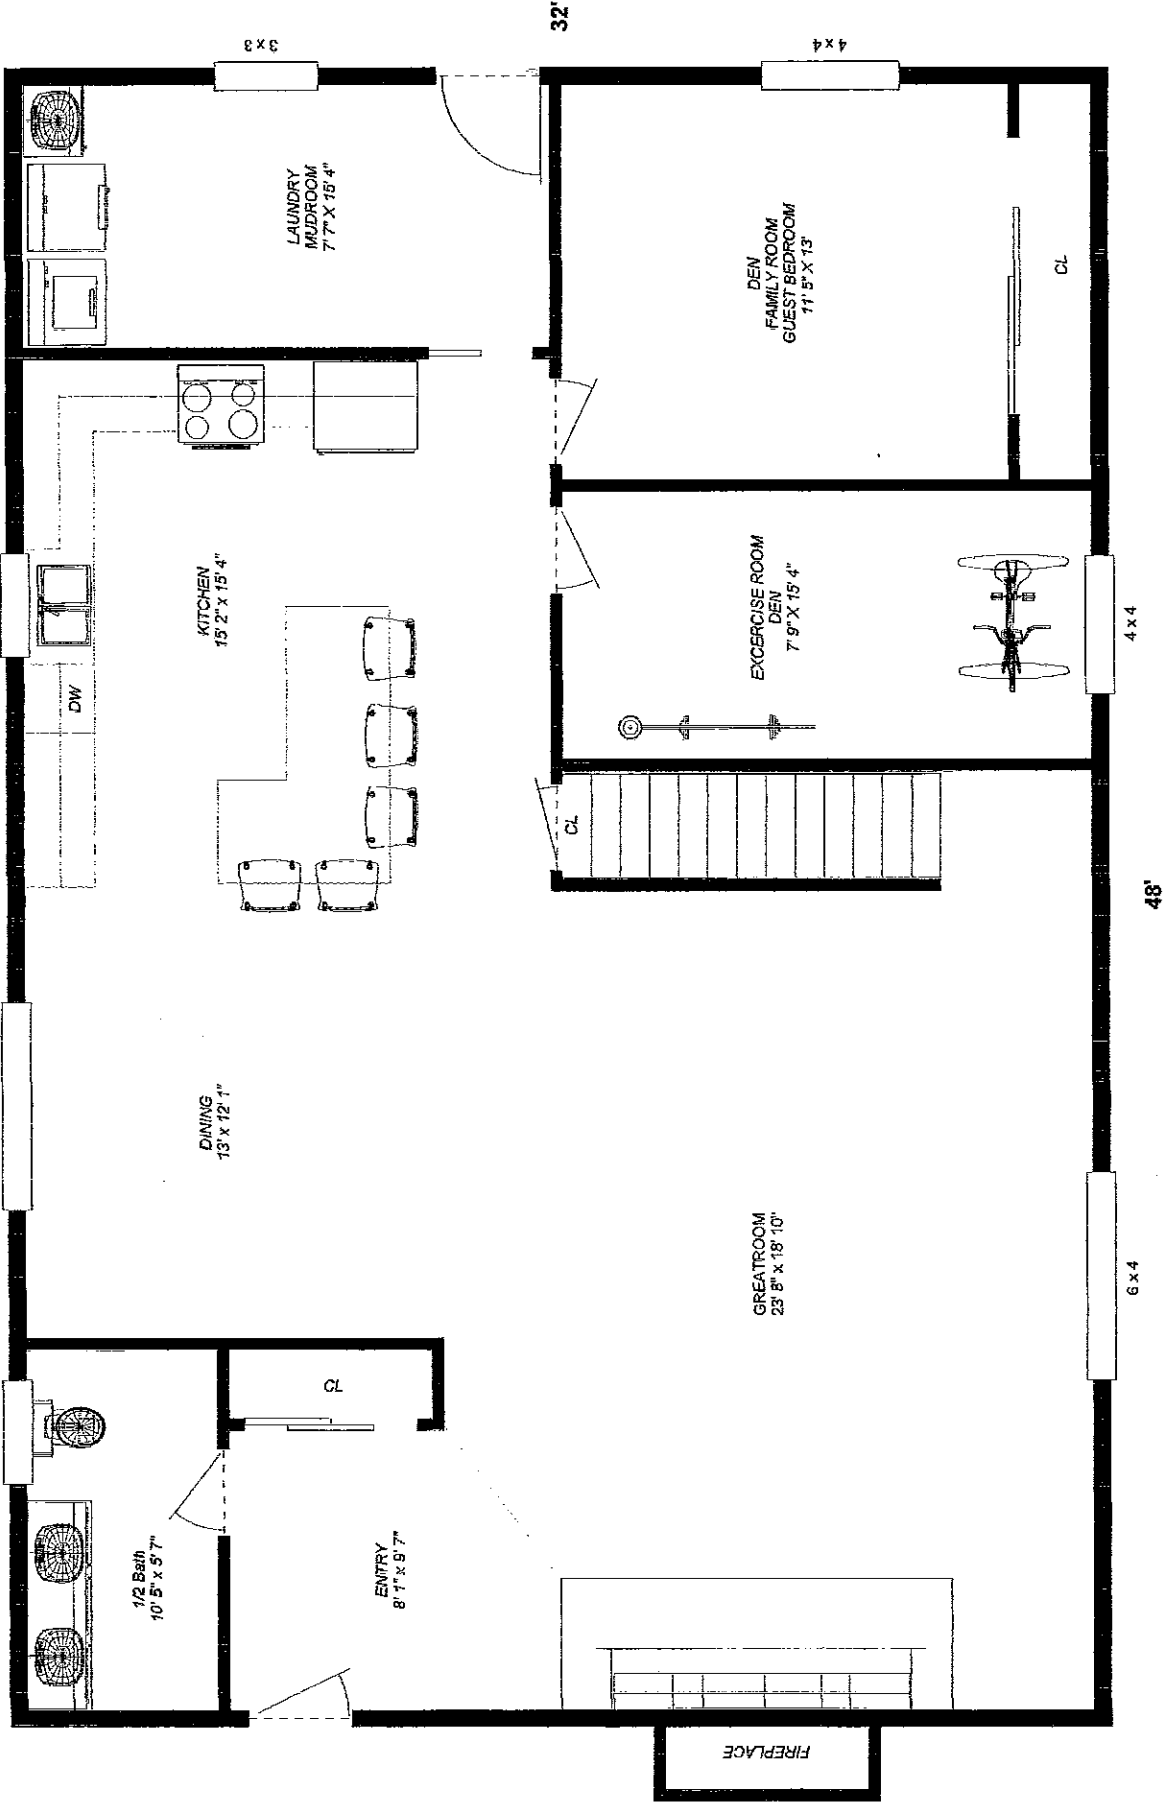 32'
3 x 3
4 x 4
LAUNDRY
MUDROOM
7' 7" X 15' 4"
DEN
FAMILY ROOM
GUEST BEDROOM
11' 5" X 13'
CL
KITCHEN
15' 2" x 15' 4"
DW
EXCERCISE ROOM
DEN
7' 9" X 15' 4"
4 x 4
CL
48'
DINING
13' x 12' 1"
GREATROOM
23' 8" x 18' 10"
6 x 4
CL
1/2 Bath
10' 5" x 5' 7"
ENTRY
8' 1" x 9' 7"
FIREPLACE